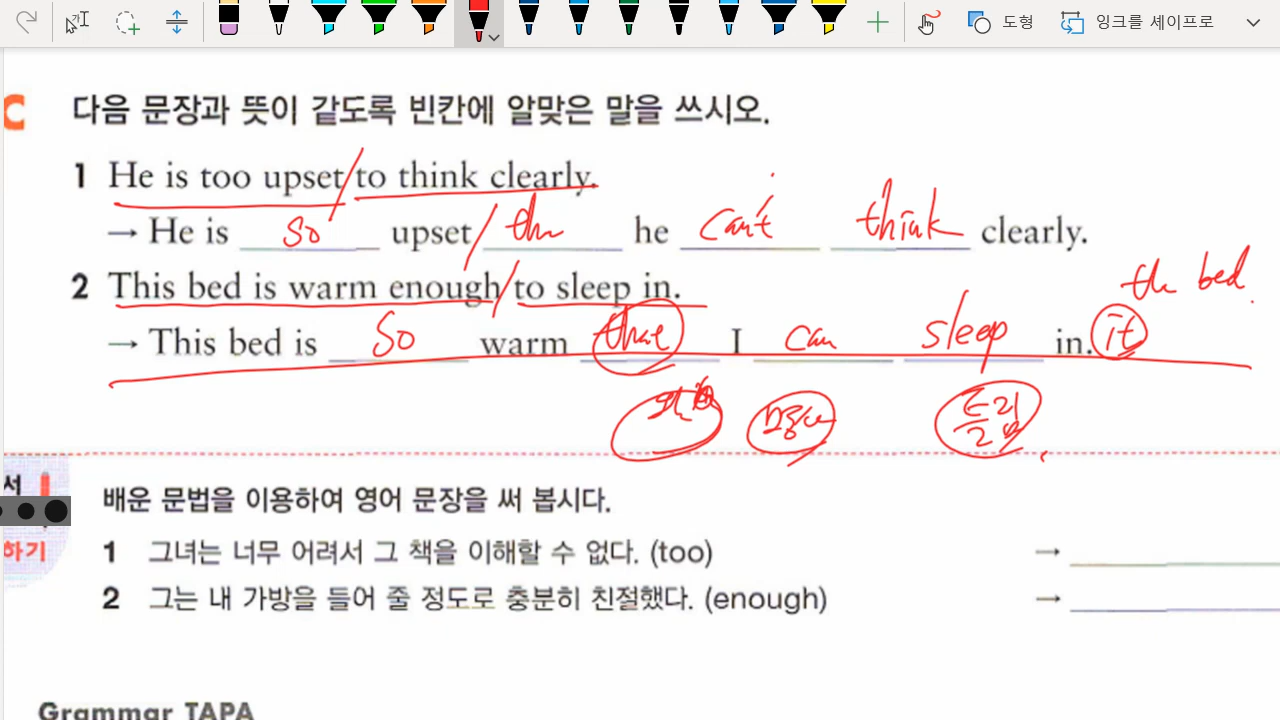 도형 잉크를 셰이프로
C 다음 문장과 뜻이 같도록 빈칸에 알맞은 말을 쓰시오.
1 He is too upset/to think clearly.
→ He is so upset/ he can't think clearly.
2 This bed is warm enough/to sleep in.
the bed.
→ This bed is so warm that I can sleep in. it
배운 문법을 이용하여 영어 문장을 써 봅시다.
서
하기
1 그녀는 너무 어려서 그 책을 이해할 수 없다. (too) →
2 그는 내 가방을 들어 줄 정도로 충분히 친절했다. (enough) →
Grammar TAPA